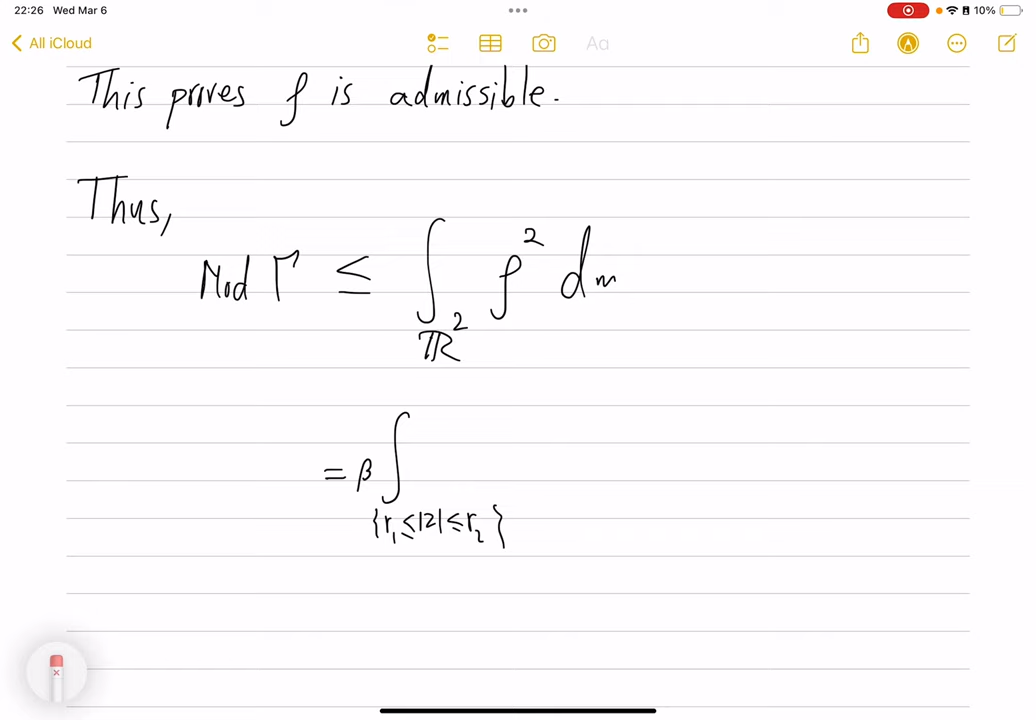 22:26 Wed Mar 6
10%
All iCloud
Aa
This proves ρ is admissible.
Thus,
Mod Γ ≤ ∫_{ℝ²} ρ² dm
= β ∫_{{r₁≤|z|≤r₂}}